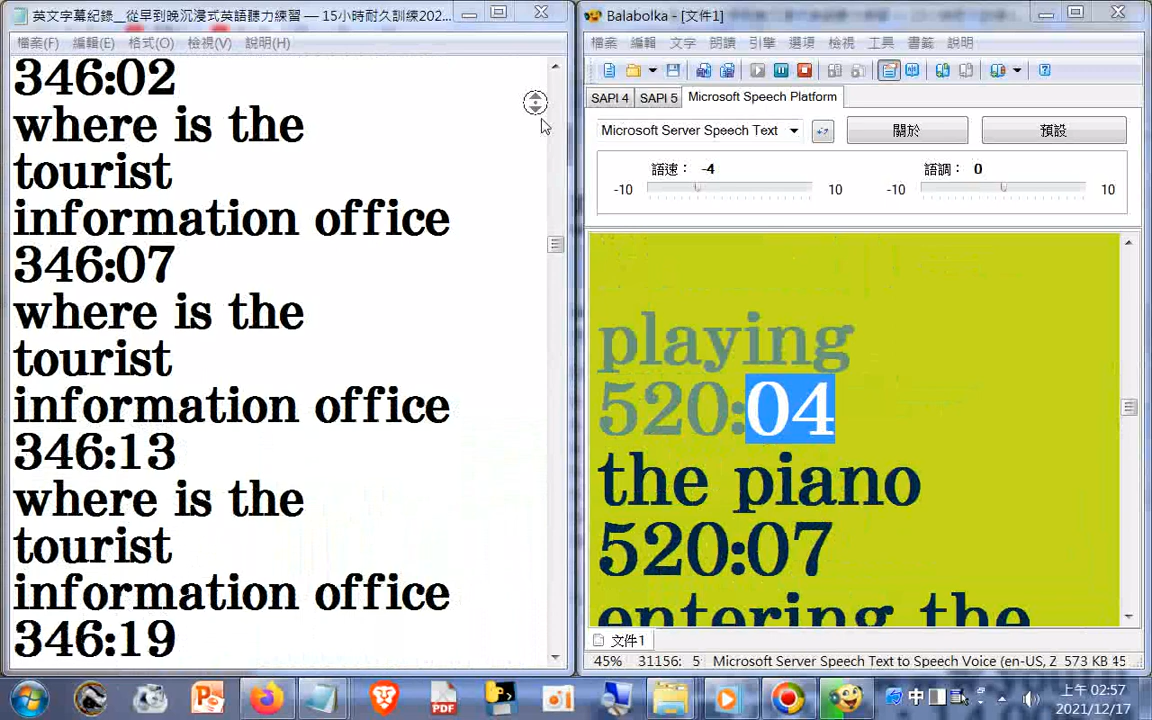 英文字幕紀錄__從早到晚沉浸式英語聽力練習 — 15小時耐久訓練202...
檔案(F) 編輯(E) 格式(O) 檢視(V) 說明(H)
346:02
where is the
tourist
information office
346:07
where is the
tourist
information office
346:13
where is the
tourist
information office
346:19
Balabolka - [文件1]
檔案 編輯 文字 朗讀 引擎 選項 檢視 工具 書籤 說明
SAPI 4 SAPI 5 Microsoft Speech Platform
Microsoft Server Speech Text 關於 預設
語速： -4 語調： 0
-10 10 -10 10
playing
520:04
the piano
520:07
entering the
文件1
45% 31156: 5 Microsoft Server Speech Text to Speech Voice (en-US, Z 573 KB 45
中 上午 02:57
2021/12/17